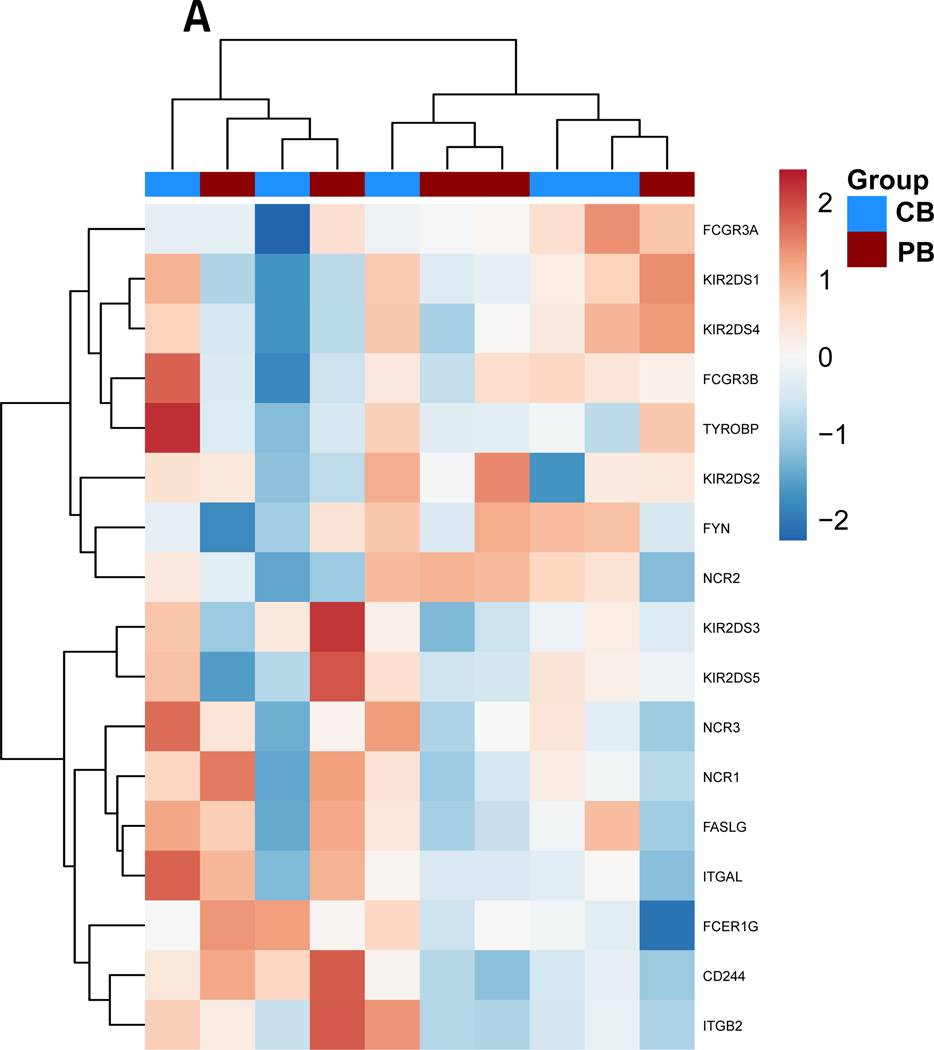 A
Group
CB
PB
2
1
0
−1
−2
FCGR3A
KIR2DS1
KIR2DS4
FCGR3B
TYROBP
KIR2DS2
FYN
NCR2
KIR2DS3
KIR2DS5
NCR3
NCR1
FASLG
ITGAL
FCER1G
CD244
ITGB2